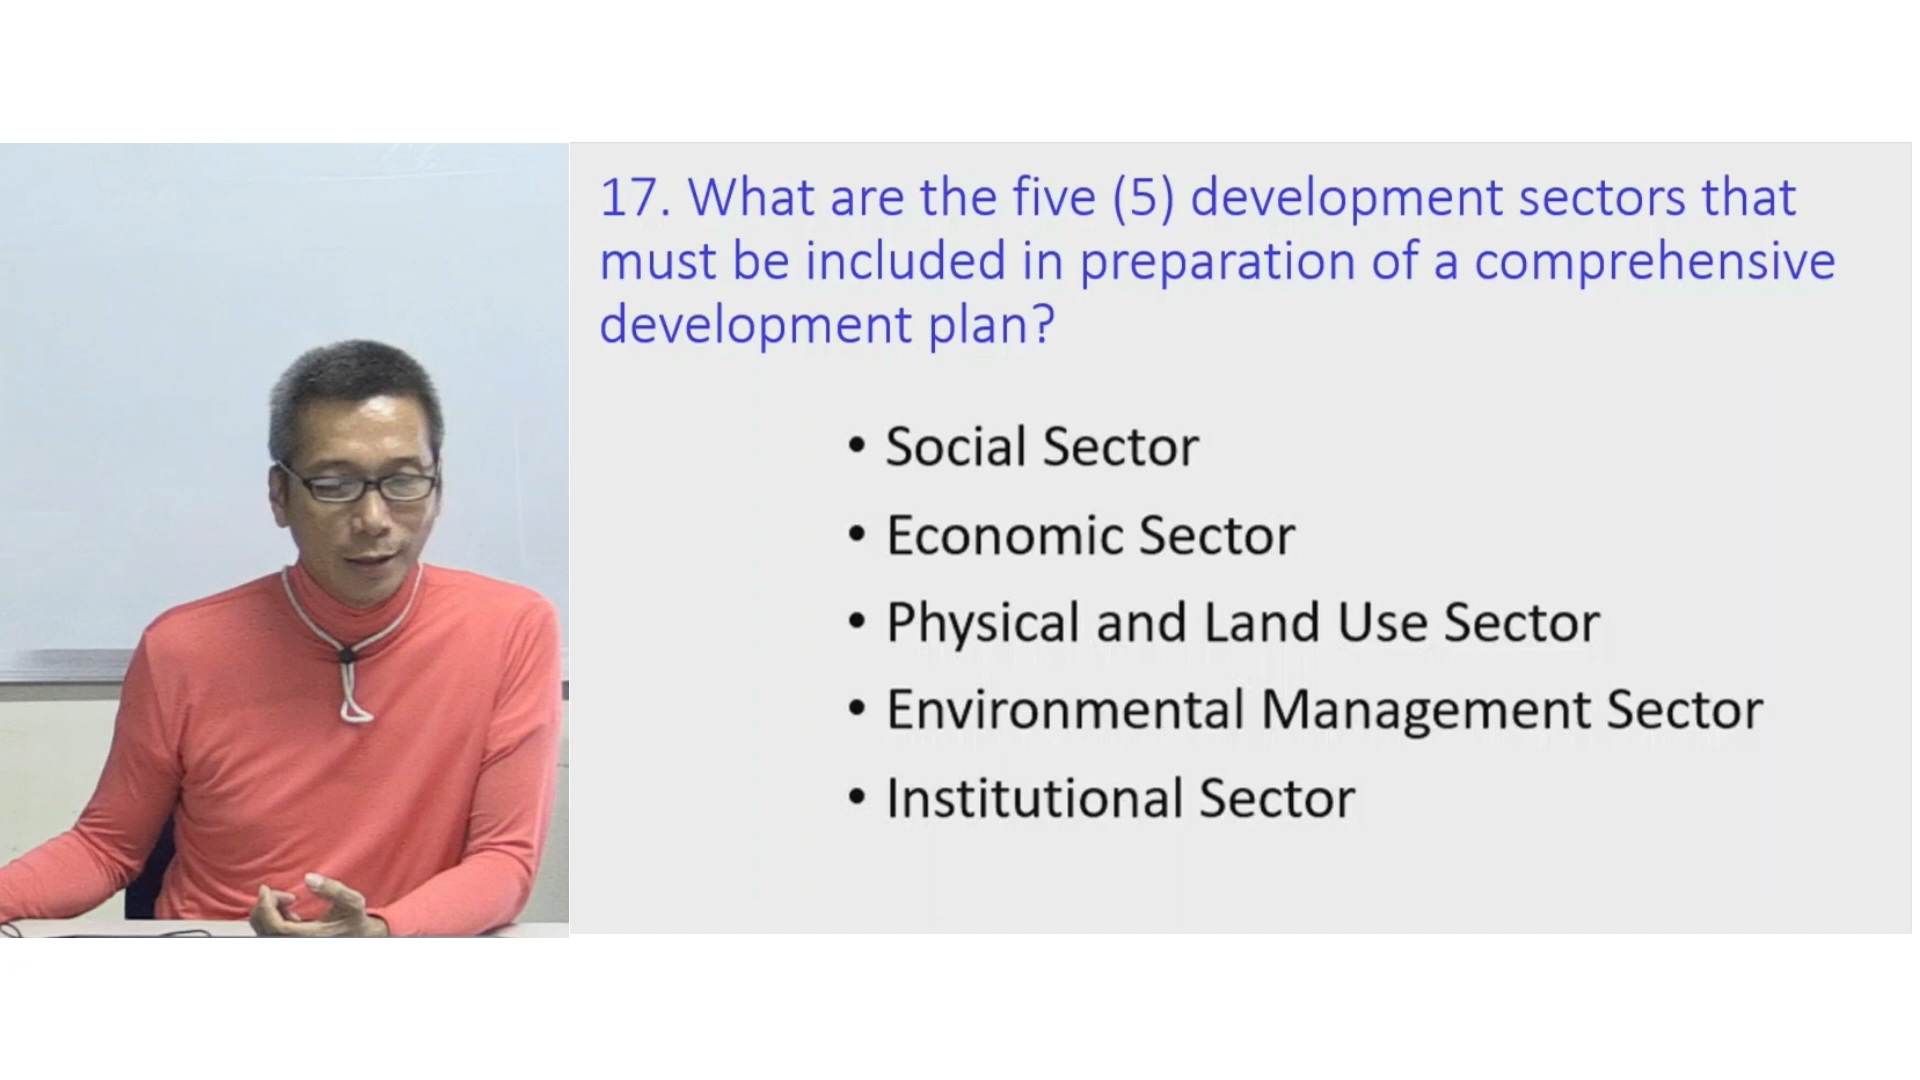 17. What are the five (5) development sectors that
must be included in preparation of a comprehensive
development plan?
• Social Sector
• Economic Sector
• Physical and Land Use Sector
• Environmental Management Sector
• Institutional Sector